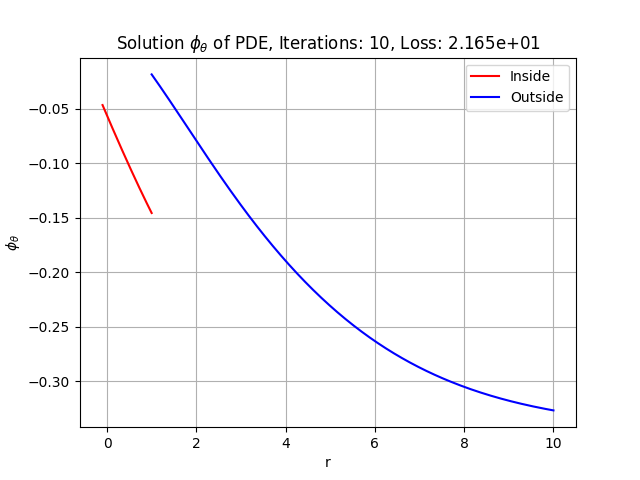 Solution $\phi_\theta$ of PDE, Iterations: 10, Loss: 2.165e+01
Inside
Outside
−0.05
−0.10
−0.15
−0.20
−0.25
−0.30
$\phi_\theta$
0 2 4 6 8 10
r